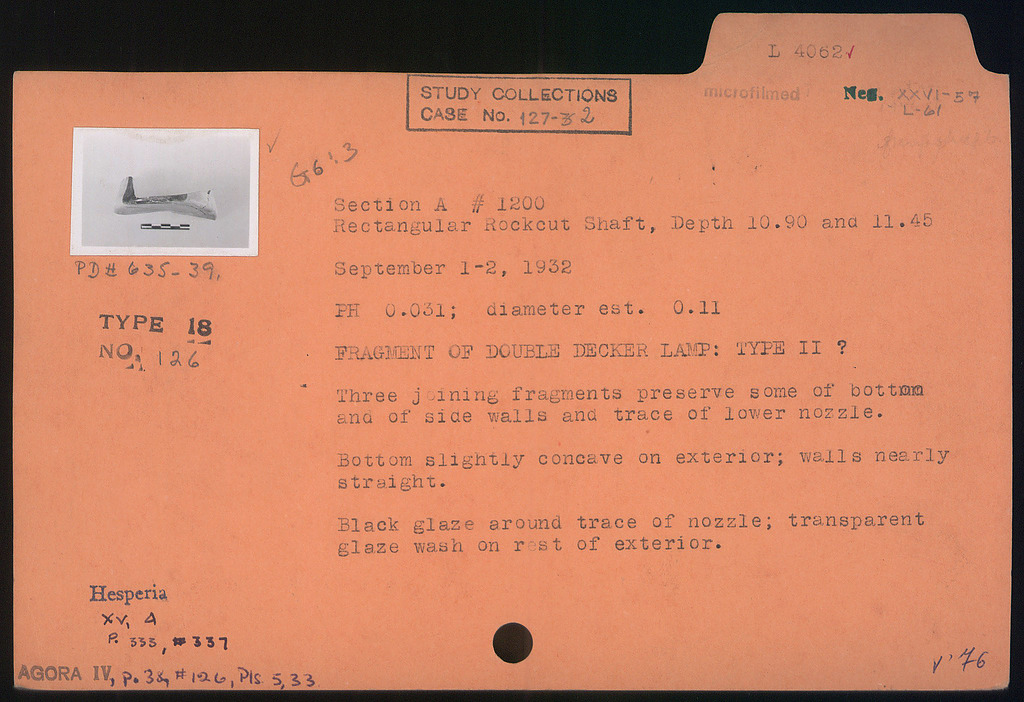 L 4062✓
microfilmed
Neg. XXVI-57
L-61
STUDY COLLECTIONS
CASE No. 127-32
G6:3
PD# 635-39.
TYPE 18
NO. 126
Section A # 1200
Rectangular Rockcut Shaft, Depth 10.90 and 11.45
September 1-2, 1932
PH 0.031; diameter est. 0.11
FRAGMENT OF DOUBLE DECKER LAMP: TYPE II ?
Three joining fragments preserve some of bottom
and of side walls and trace of lower nozzle.
Bottom slightly concave on exterior; walls nearly
straight.
Black glaze around trace of nozzle; transparent
glaze wash on rest of exterior.
Hesperia
XV, 4
P. 333, #337
AGORA IV, p. 38, #126, Pls. 5, 33
✓ '76